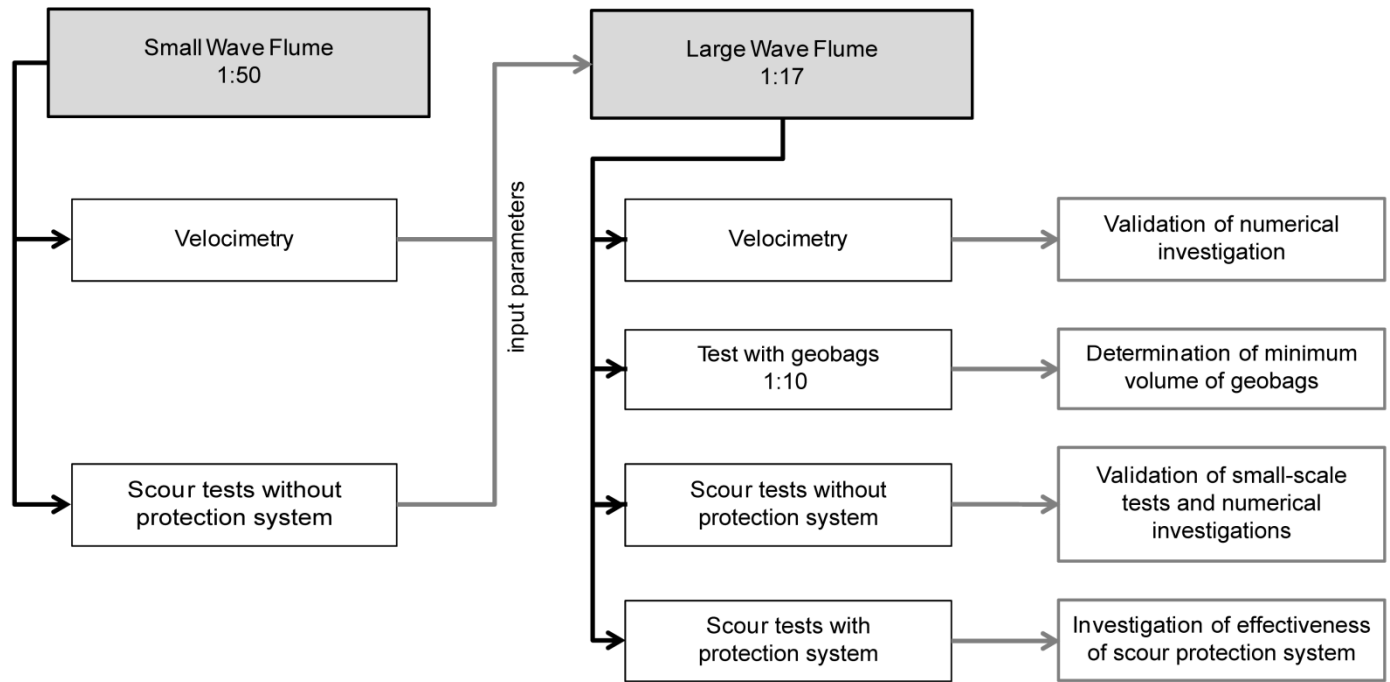 Small Wave Flume
1:50
Velocimetry
Scour tests without
protection system
input parameters
Large Wave Flume
1:17
Velocimetry
Validation of numerical
investigation
Test with geobags
1:10
Determination of minimum
volume of geobags
Scour tests without
protection system
Validation of small-scale
tests and numerical
investigations
Scour tests with
protection system
Investigation of effectiveness
of scour protection system